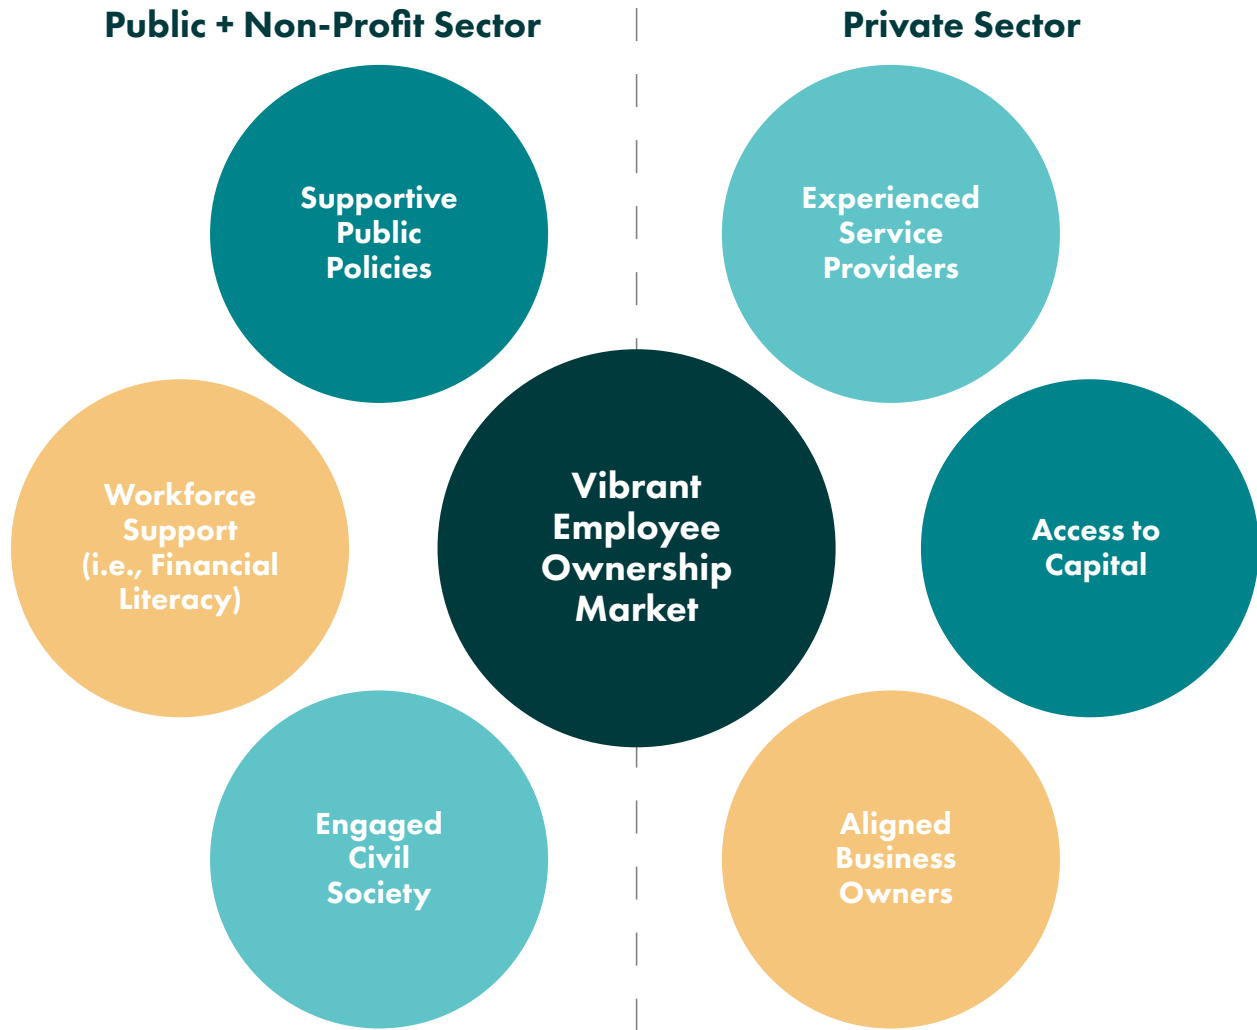 Public + Non-Profit Sector
Private Sector
Supportive
Public
Policies
Experienced
Service
Providers
Workforce
Support
(i.e., Financial
Literacy)
Vibrant
Employee
Ownership
Market
Access to
Capital
Engaged
Civil
Society
Aligned
Business
Owners